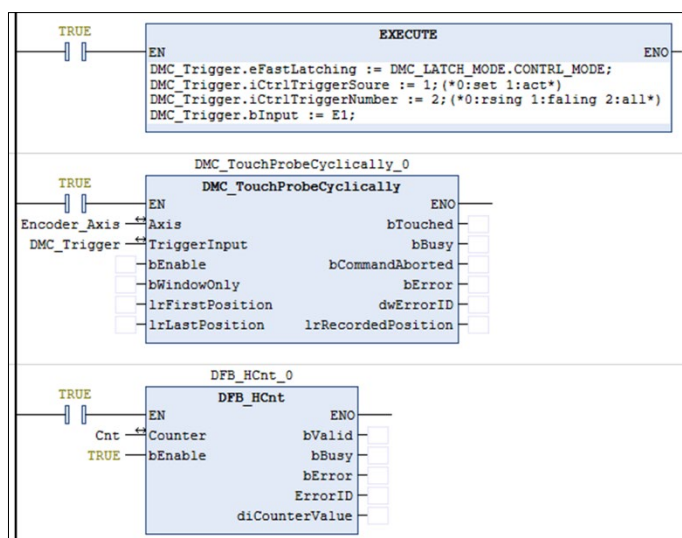 TRUE
EXECUTE
EN ENO
DMC_Trigger.eFastLatching := DMC_LATCH_MODE.CONTRL_MODE;
DMC_Trigger.iCtrlTriggerSoure := 1;(*0:set 1:act*)
DMC_Trigger.iCtrlTriggerNumber := 2;(*0:rsing 1:faling 2:all*)
DMC_Trigger.bInput := E1;
DMC_TouchProbeCyclically_0
TRUE
DMC_TouchProbeCyclically
EN ENO
Encoder_Axis Axis bTouched
DMC_Trigger TriggerInput bBusy
bEnable bCommandAborted
bWindowOnly bError
lrFirstPosition dwErrorID
lrLastPosition lrRecordedPosition
DFB_HCnt_0
TRUE
DFB_HCnt
EN ENO
Cnt Counter bValid
TRUE bEnable bBusy
bError
ErrorID
diCounterValue